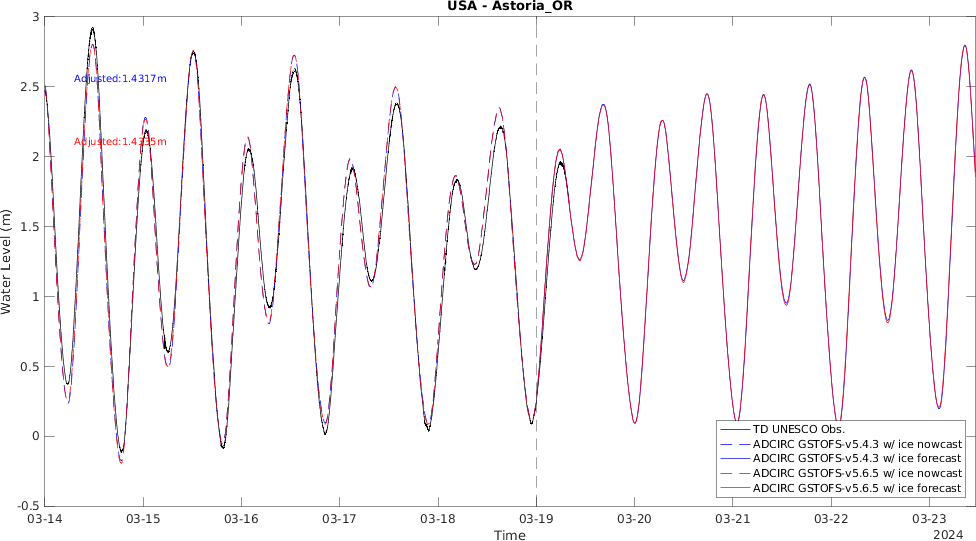 USA - Astoria_OR
3
2.5
2
1.5
1
0.5
0
-0.5
Water Level (m)
Adjusted:1.4317m
TD UNESCO Obs.
ADCIRC GSTOFS-v5.4.3 w/ ice nowcast
ADCIRC GSTOFS-v5.4.3 w/ ice forecast
ADCIRC GSTOFS-v5.6.5 w/ ice nowcast
ADCIRC GSTOFS-v5.6.5 w/ ice forecast
03-14 03-15 03-16 03-17 03-18 03-19 03-20 03-21 03-22 03-23
Time
2024